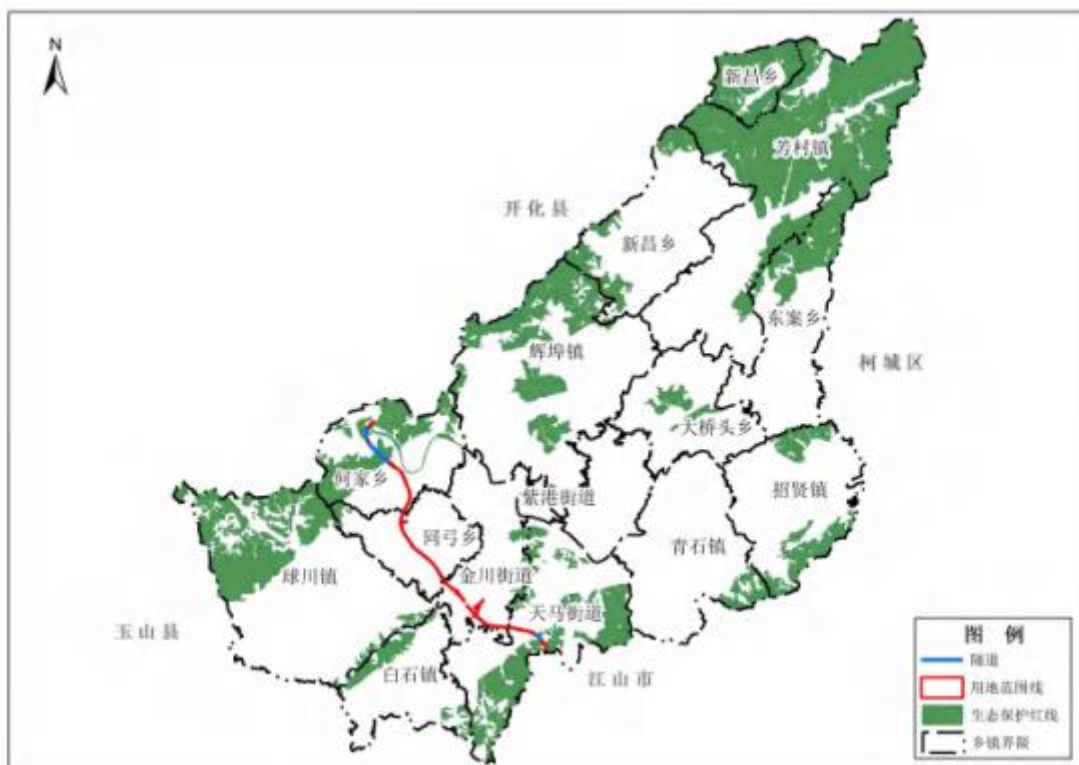 N
新昌乡
芳村镇
开化县
新昌乡
东案乡
辉埠镇
柯城区
大桥头乡
何家乡
招贤镇
紫港街道
同弓乡
青石镇
球川镇
金川街道
天马街道
玉山县
白石镇
江山市
图 例
隧道
用地范围线
生态保护红线
乡镇界限